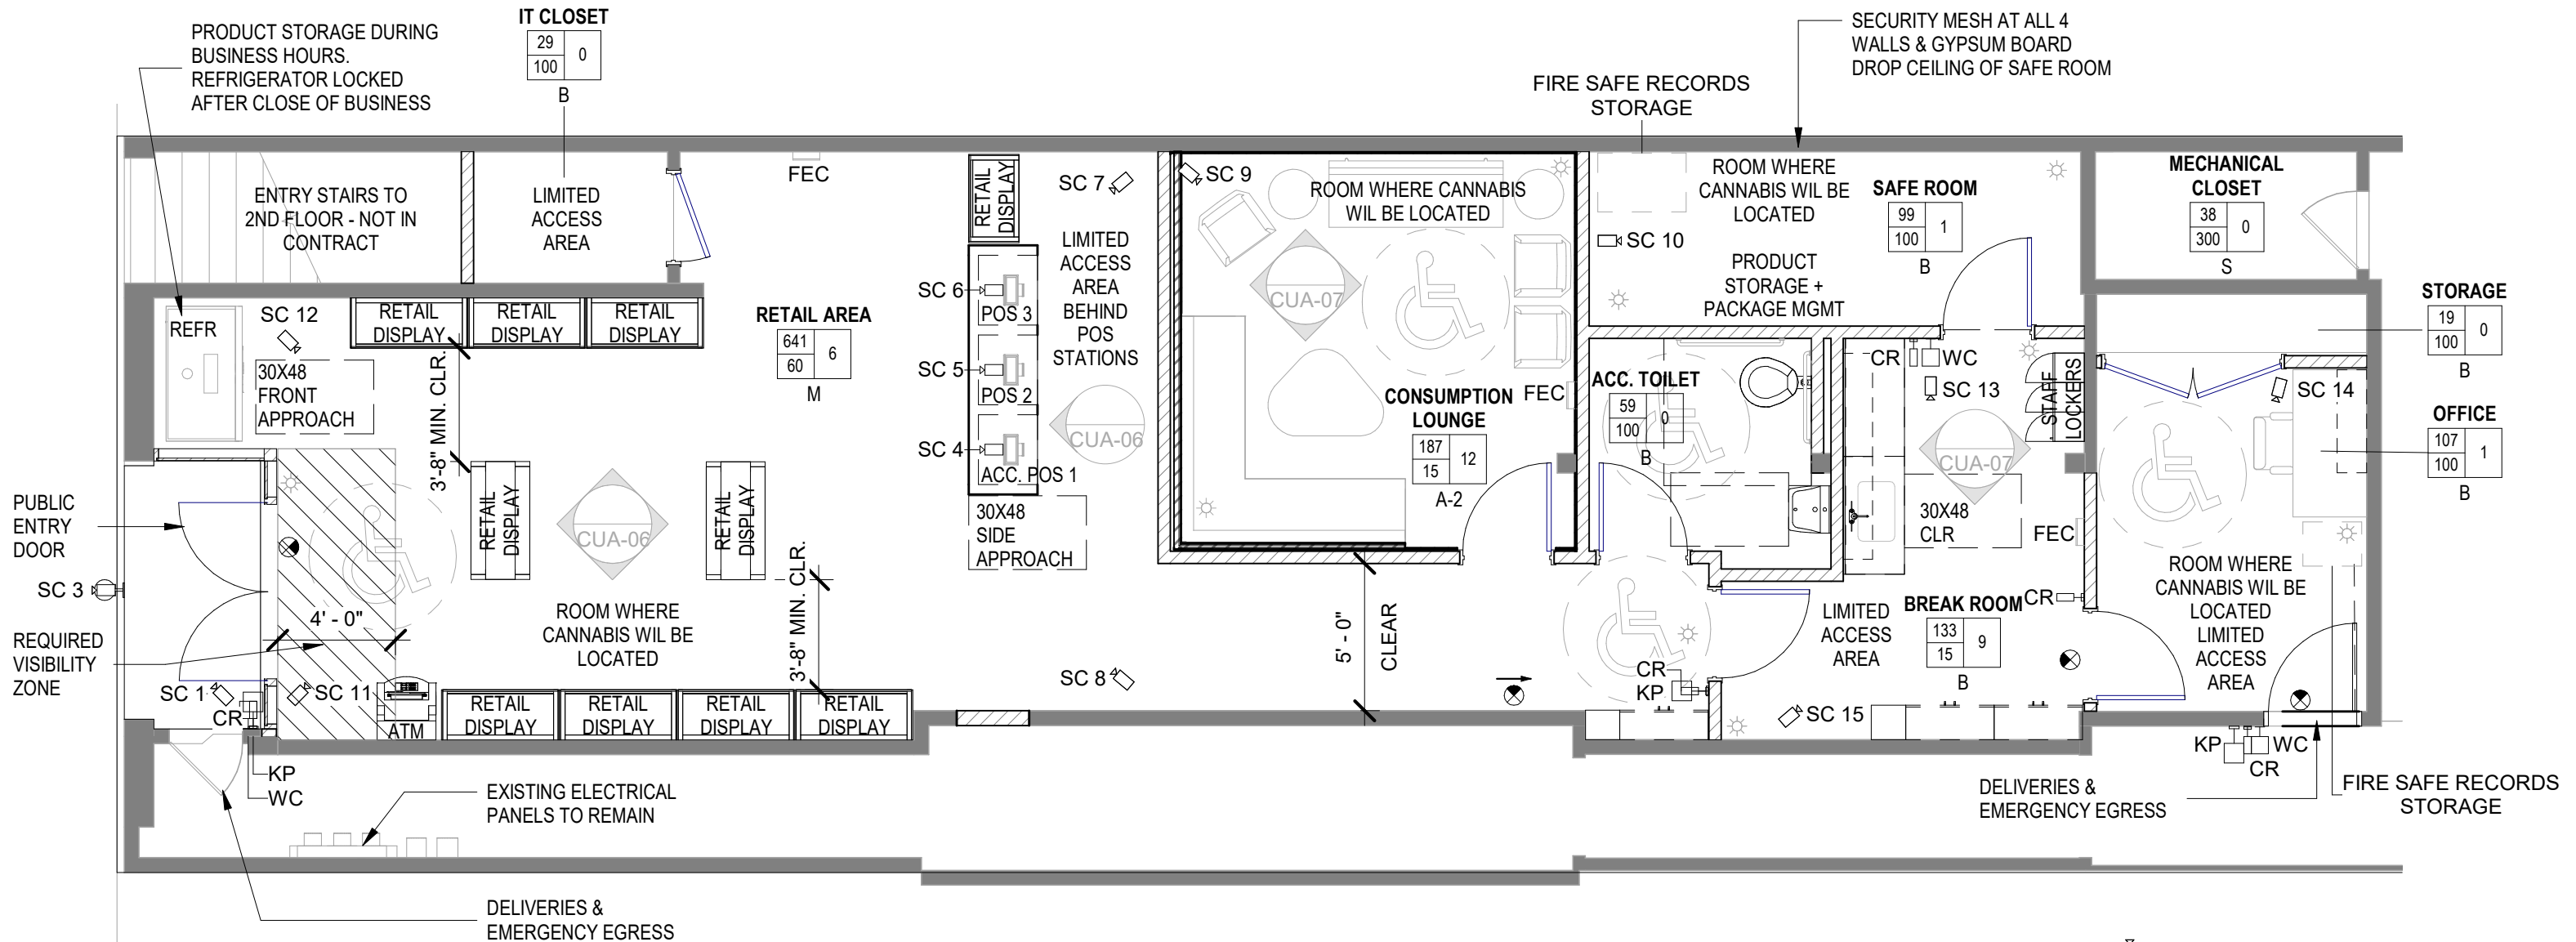 IT CLOSET
29
100
0
B
PRODUCT STORAGE DURING
BUSINESS HOURS.
REFRIGERATOR LOCKED
AFTER CLOSE OF BUSINESS
SECURITY MESH AT ALL 4
WALLS & GYPSUM BOARD
DROP CEILING OF SAFE ROOM
FIRE SAFE RECORDS
STORAGE
ENTRY STAIRS TO
2ND FLOOR - NOT IN
CONTRACT
LIMITED
ACCESS
AREA
FEC
RETAIL
DISPLAY
SC 7
SC 9
ROOM WHERE CANNABIS
WIL BE LOCATED
ROOM WHERE
CANNABIS WIL BE
LOCATED
SAFE ROOM
99
100
1
B
MECHANICAL
CLOSET
38
300
0
S
SC 10
PRODUCT
STORAGE +
PACKAGE MGMT
LIMITED
ACCESS
AREA
BEHIND
POS
STATIONS
SC 6
POS 3
SC 5
POS 2
SC 4
ACC. POS 1
CUA-06
CUA-07
REFR
SC 12
RETAIL
DISPLAY
RETAIL
DISPLAY
RETAIL
DISPLAY
RETAIL AREA
641
60
6
M
30X48
FRONT
APPROACH
3'-8" MIN. CLR.
STORAGE
19
100
0
B
CR
WC
SC 13
STAFF
LOCKERS
SC 14
ACC. TOILET
59
100
0
B
FEC
CONSUMPTION
LOUNGE
187
15
12
A-2
OFFICE
107
100
1
B
CUA-07
30X48
CLR
FEC
PUBLIC
ENTRY
DOOR
SC 3
REQUIRED
VISIBILITY
ZONE
RETAIL
DISPLAY
CUA-06
RETAIL
DISPLAY
30X48
SIDE
APPROACH
4' - 0"
ROOM WHERE
CANNABIS WIL BE
LOCATED
3'-8" MIN. CLR.
5' - 0"
CLEAR
LIMITED
ACCESS
AREA
BREAK ROOM
133
15
9
B
CR
ROOM WHERE
CANNABIS WIL BE
LOCATED
LIMITED
ACCESS
AREA
SC 1
CR
SC 11
ATM
RETAIL
DISPLAY
RETAIL
DISPLAY
RETAIL
DISPLAY
RETAIL
DISPLAY
SC 8
CR
KP
SC 15
KP
WC
KP
WC
CR
EXISTING ELECTRICAL
PANELS TO REMAIN
DELIVERIES &
EMERGENCY EGRESS
FIRE SAFE RECORDS
STORAGE
DELIVERIES &
EMERGENCY EGRESS